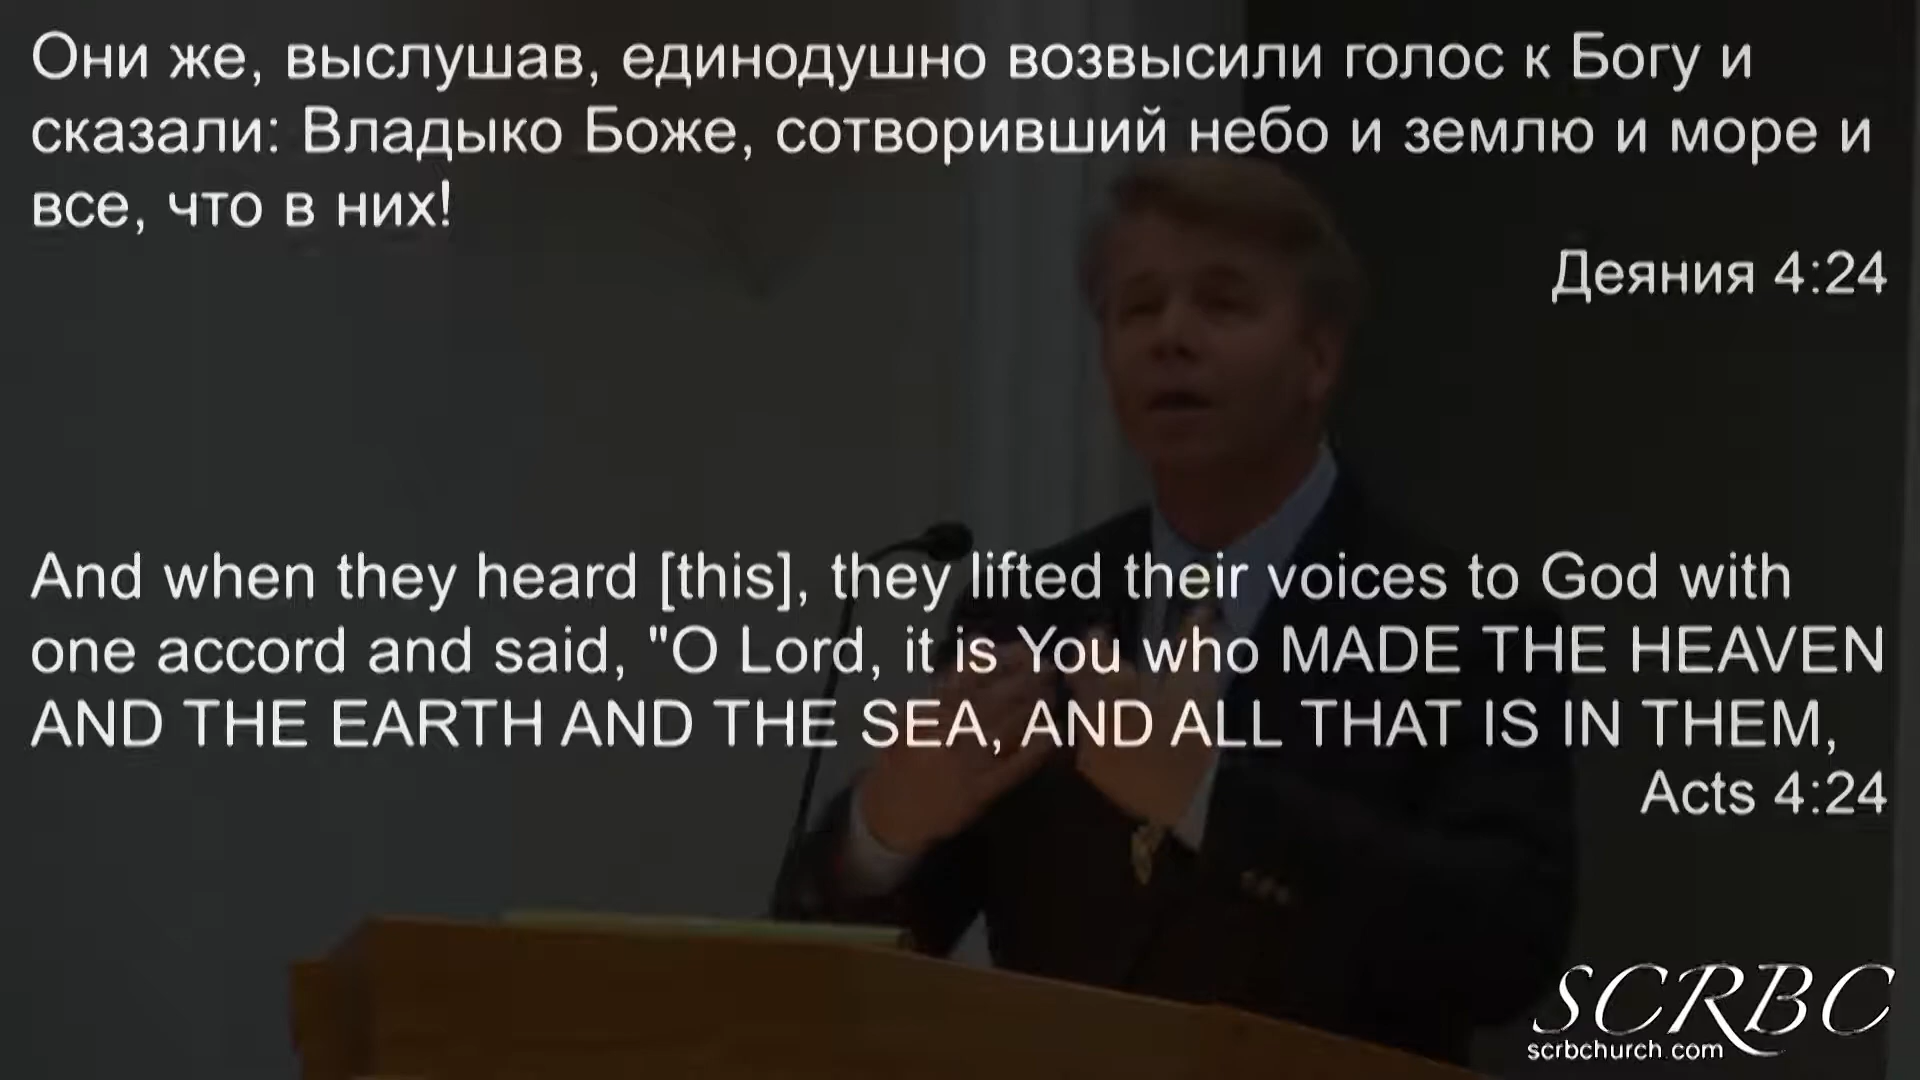 Они же, выслушав, единодушно возвысили голос к Богу и
сказали: Владыко Боже, сотворивший небо и землю и море и
все, что в них!
Деяния 4:24
And when they heard [this], they lifted their voices to God with
one accord and said, "O Lord, it is You who MADE THE HEAVEN
AND THE EARTH AND THE SEA, AND ALL THAT IS IN THEM,
Acts 4:24
SCRBC
scrbchurch.com